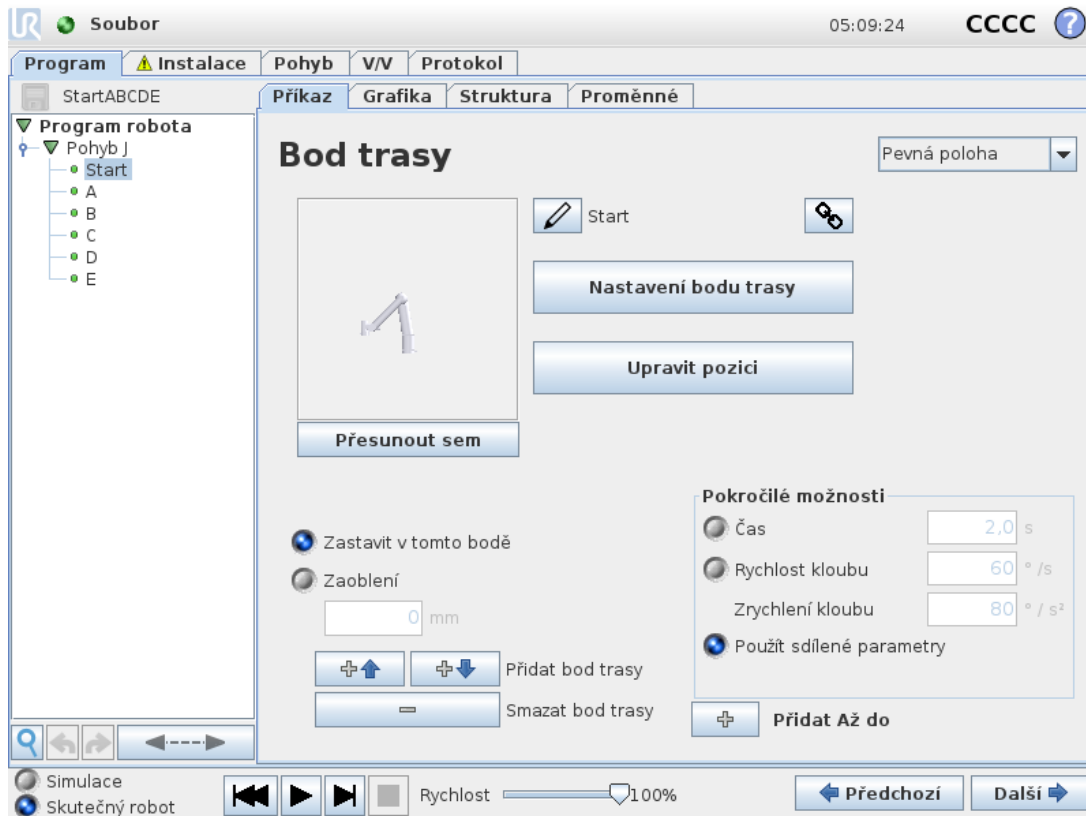 UR Soubor 05:09:24 CCCC ?
Program Instalace Pohyb V/V Protokol
StartABCDE Příkaz Grafika Struktura Proměnné
Program robota
Pohyb J
Start
A
B
C
D
E
Bod trasy Pevná poloha
Start
Nastavení bodu trasy
Upravit pozici
Přesunout sem
Zastavit v tomto bodě
Zaoblení
0 mm
Přidat bod trasy
Smazat bod trasy
Pokročilé možnosti
Čas 2,0 s
Rychlost kloubu 60 ° /s
Zrychlení kloubu 80 ° / s²
Použít sdílené parametry
Přidat Až do
Simulace
Skutečný robot
Rychlost 100%
Předchozí Další